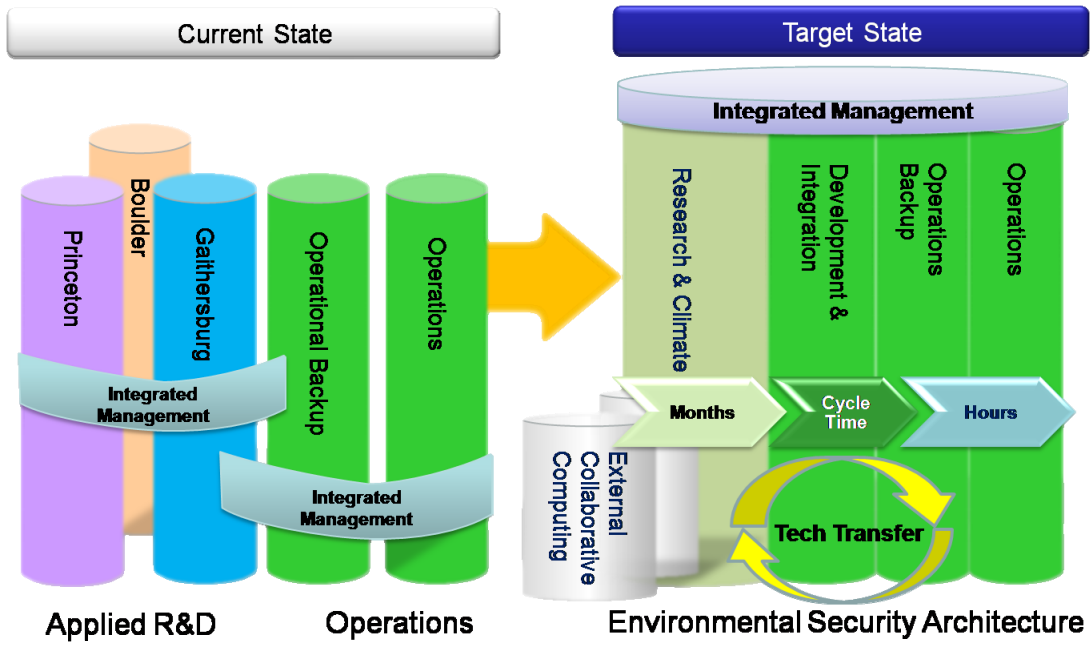 Current State
Target State
Integrated Management
Princeton
Boulder
Gaithersburg
Operational Backup
Operations
Integrated
Management
Integrated
Management
Applied R&D
Operations
Research & Climate
Development &
Integration
Operations
Backup
Operations
Months
Cycle
Time
Hours
External
Collaborative
Computing
Tech Transfer
Environmental Security Architecture